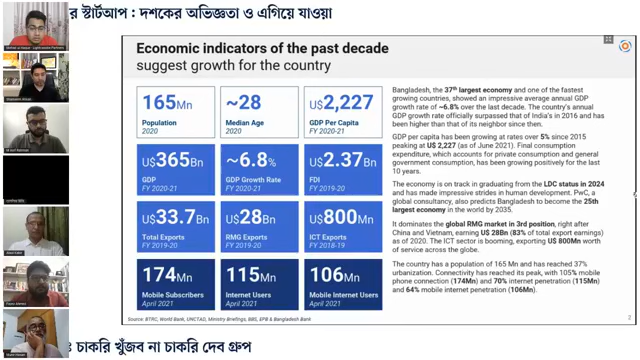 র স্টার্টআপ : দশকের অভিজ্ঞতা ও এগিয়ে যাওয়া
Economic indicators of the past decade
suggest growth for the country
165Mn
Population
2020
~28
Median Age
2020
U$2,227
GDP Per Capita
FY 2020-21
U$365Bn
GDP
FY 2020-21
~6.8%
GDP Growth Rate
FY 2020-21
U$2.37Bn
FDI
FY 2019-20
U$33.7Bn
Total Exports
FY 2019-20
U$28Bn
RMG Exports
FY 2019-20
U$800Mn
ICT Exports
FY 2018-19
174Mn
Mobile Subscribers
April 2021
115Mn
Internet Users
April 2021
106Mn
Mobile Internet Users
April 2021
Bangladesh, the 37th largest economy and one of the fastest
growing countries, showed an impressive average annual GDP
growth rate of ~6.8% over the last decade. The country's annual
GDP growth rate officially surpassed that of India's in 2016 and has
been higher than that of its neighbor since then.
GDP per capita has been growing at rates over 5% since 2015
peaking at U$ 2,227 (as of June 2021). Final consumption
expenditure, which accounts for private consumption and general
government consumption, has been growing positively for the last
10 years.
The economy is on track in graduating from the LDC status in 2024
and has made impressive strides in human development. PwC, a
global consultancy, also predicts Bangladesh to become the 25th
largest economy in the world by 2035.
It dominates the global RMG market in 3rd position, right after
China and Vietnam, earning U$ 28Bn (83% of total export earnings)
as of 2020. The ICT sector is booming, exporting U$ 800Mn worth
of service across the globe.
The country has a population of 165 Mn and has reached 37%
urbanization. Connectivity has reached its peak, with 105% mobile
phone connection (174Mn) and 70% internet penetration (115Mn)
and 64% mobile internet penetration (106Mn).
Source: BTRC, World Bank, UNCTAD, Ministry Briefings, BBS, EPB & Bangladesh Bank
2
: চাকরি খুঁজব না চাকরি দেব গ্রুপ